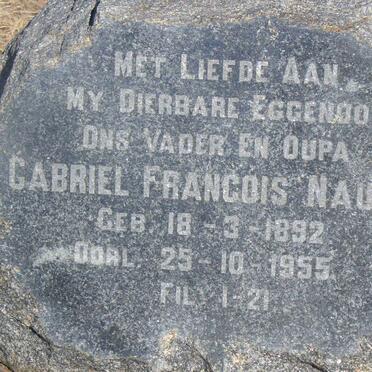 MET LIEFDE AAN
MY DIERBARE EGGENOO
ONS VADER EN OUPA
GABRIEL FRANCOIS NAU
GEB. 18-3-1892
OORL. 25-10-1955
FIL. 1-21